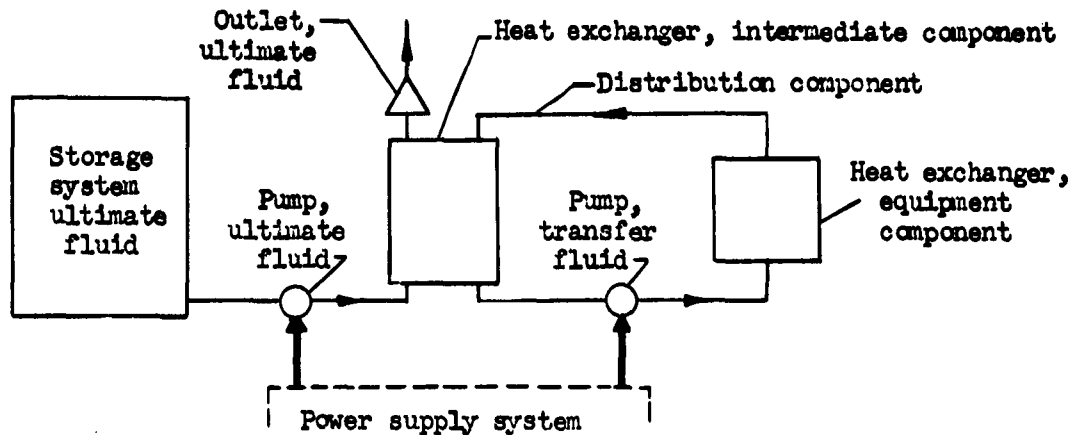 Outlet,
ultimate
fluid
Heat exchanger, intermediate component
Distribution component
Storage
system
ultimate
fluid
Pump,
ultimate
fluid
Pump,
transfer
fluid
Heat exchanger,
equipment
component
Power supply system